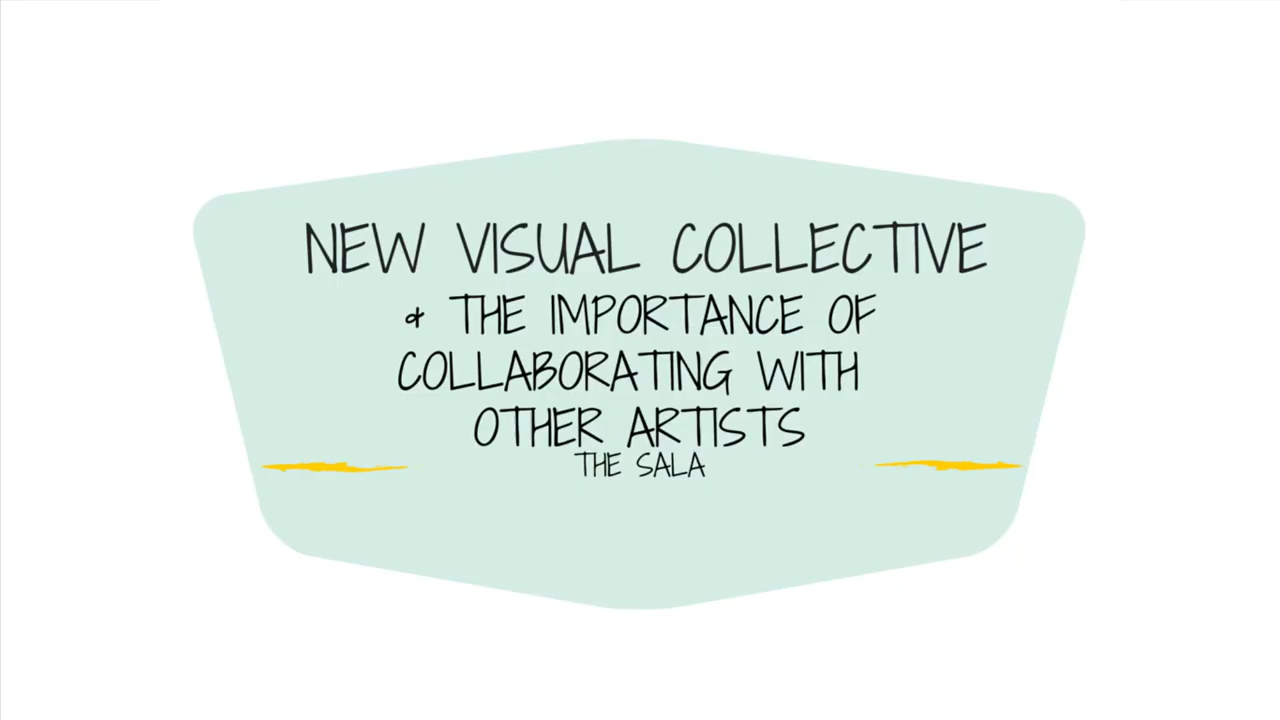 NEW VISUAL COLLECTIVE
& THE IMPORTANCE OF
COLLABORATING WITH
OTHER ARTISTS
THE SALA